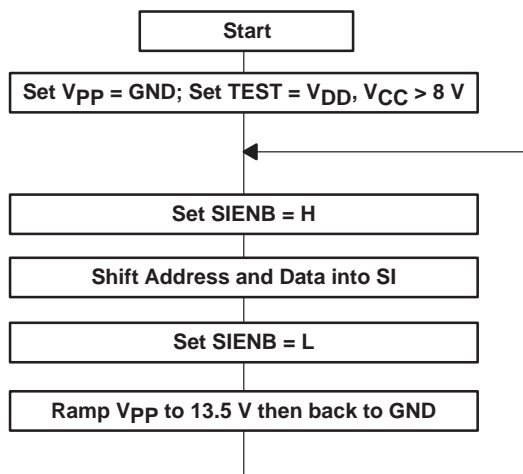 Start
Set VPP = GND; Set TEST = VDD, VCC > 8 V
Set SIENB = H
Shift Address and Data into SI
Set SIENB = L
Ramp VPP to 13.5 V then back to GND